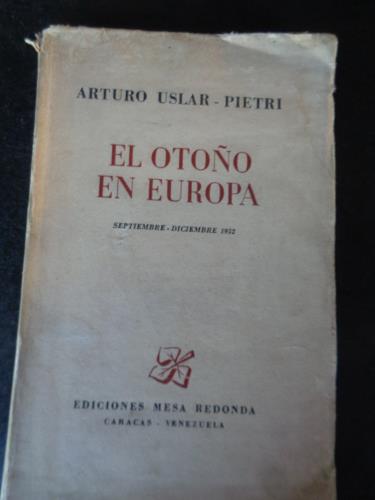 ARTURO USLAR - PIETRI
EL OTOÑO
EN EUROPA
SEPTIEMBRE - DICIEMBRE 1952
EDICIONES MESA REDONDA
CARACAS - VENEZUELA